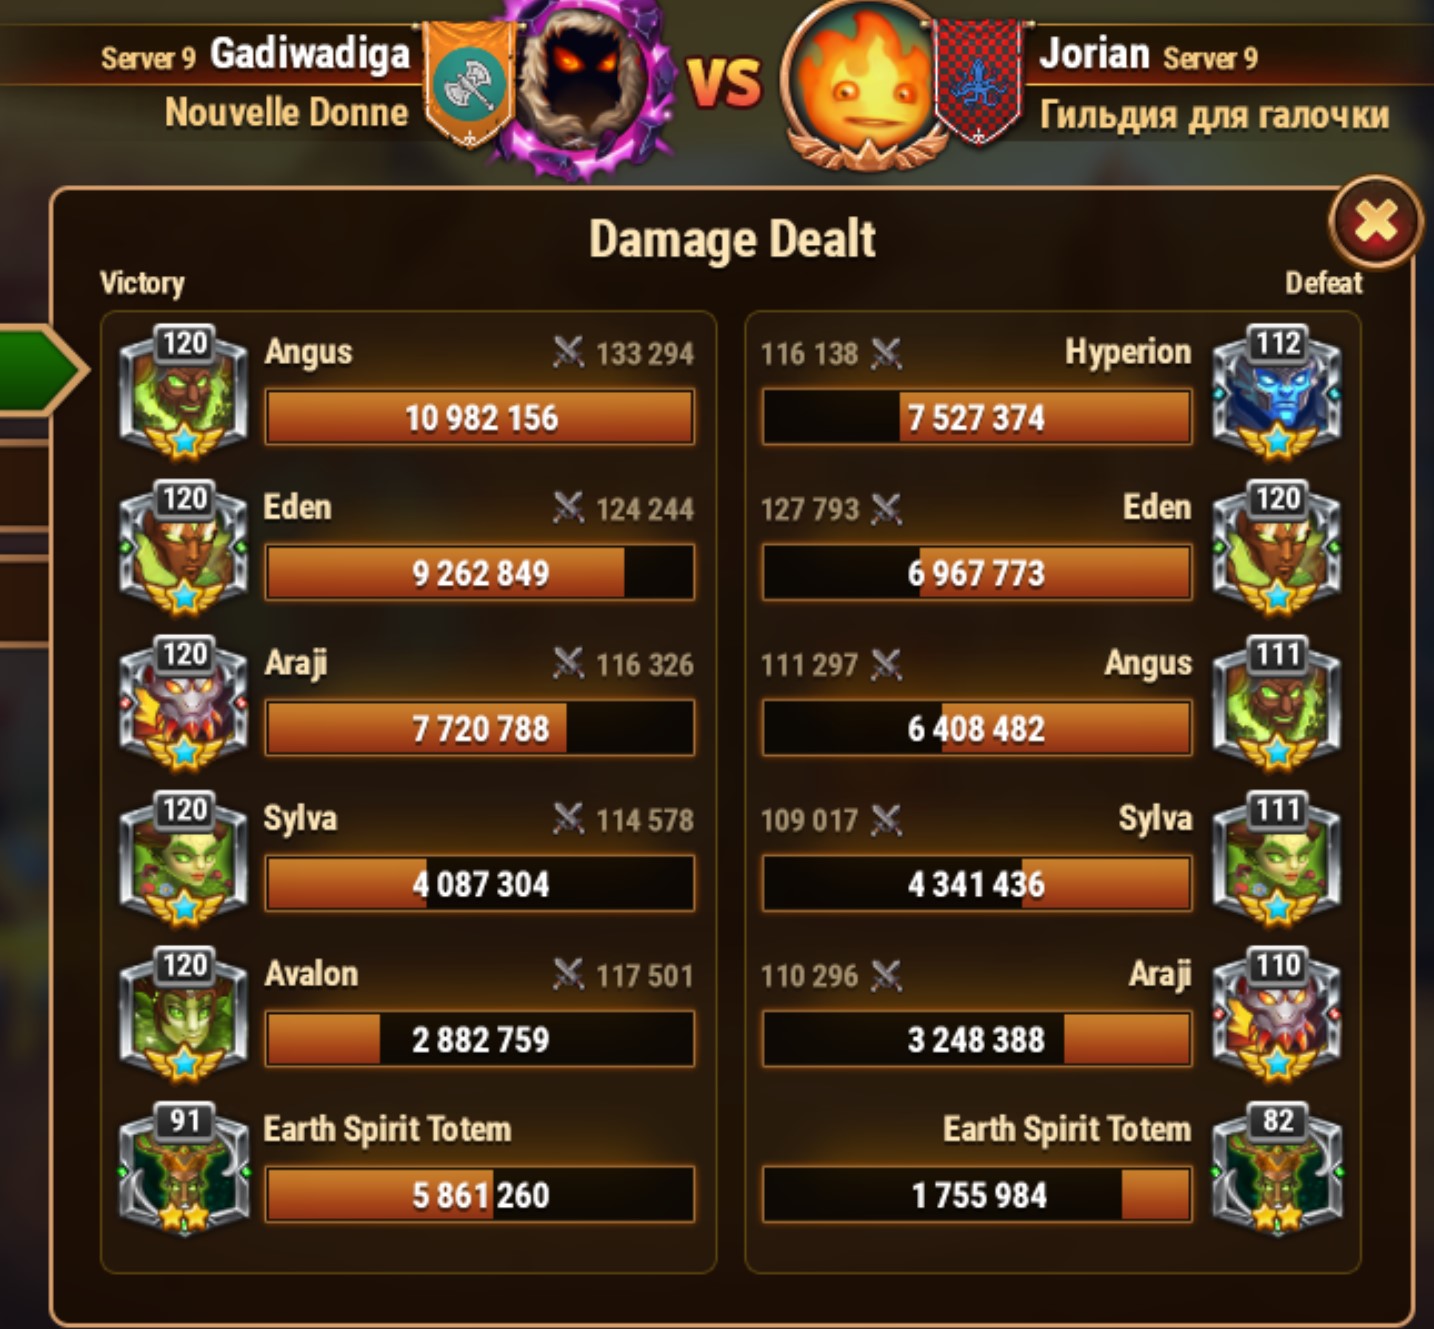 Server 9 Gadiwadiga
Nouvelle Donne
VS
Jorian Server 9
Гильдия для галочки
Damage Dealt
Victory
Defeat
120 Angus 133 294
10 982 156
120 Eden 124 244
9 262 849
120 Araji 116 326
7 720 788
120 Sylva 114 578
4 087 304
120 Avalon 117 501
2 882 759
91 Earth Spirit Totem
5 861 260
116 138 Hyperion 112
7 527 374
127 793 Eden 120
6 967 773
111 297 Angus 111
6 408 482
109 017 Sylva 111
4 341 436
110 296 Araji 110
3 248 388
Earth Spirit Totem 82
1 755 984